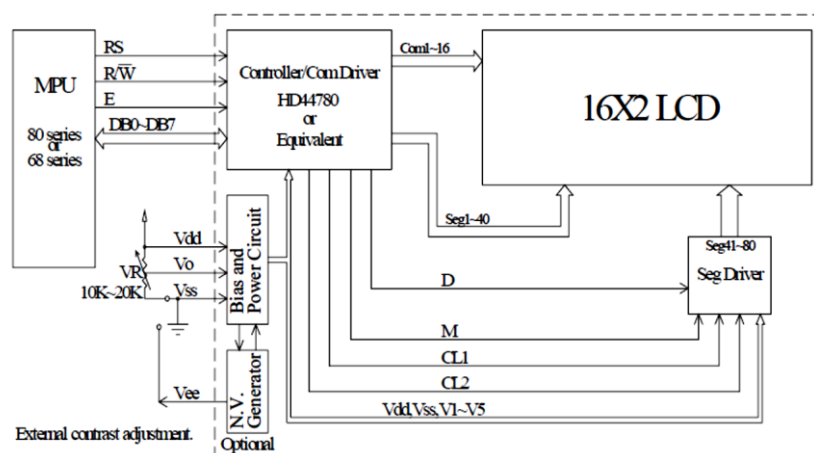 MPU
80 series
or
68 series
RS
R/W̅
E
DB0~DB7
Controller/Com Driver
HD44780
or
Equivalent
Com1~16
16X2 LCD
Seg1~40
Seg41~80
Seg Driver
Vdd
Vo
VR
10K~20K
Vss
Bias and
Power Circuit
D
M
CL1
CL2
Vdd,Vss,V1~V5
Vee
N.V.
Generator
Optional
External contrast adjustment.